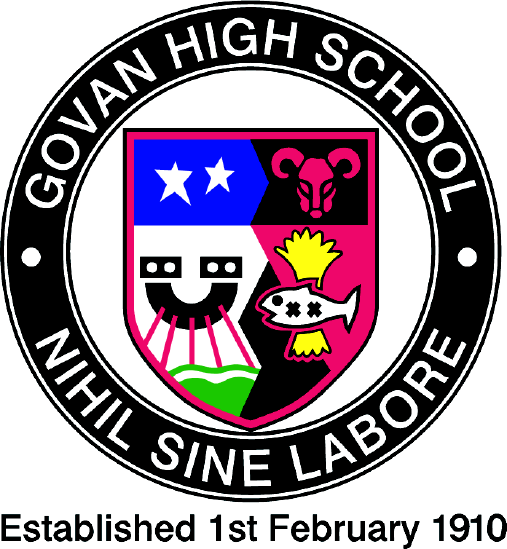 GOVAN HIGH SCHOOL
NIHIL SINE LABORE
Established 1st February 1910